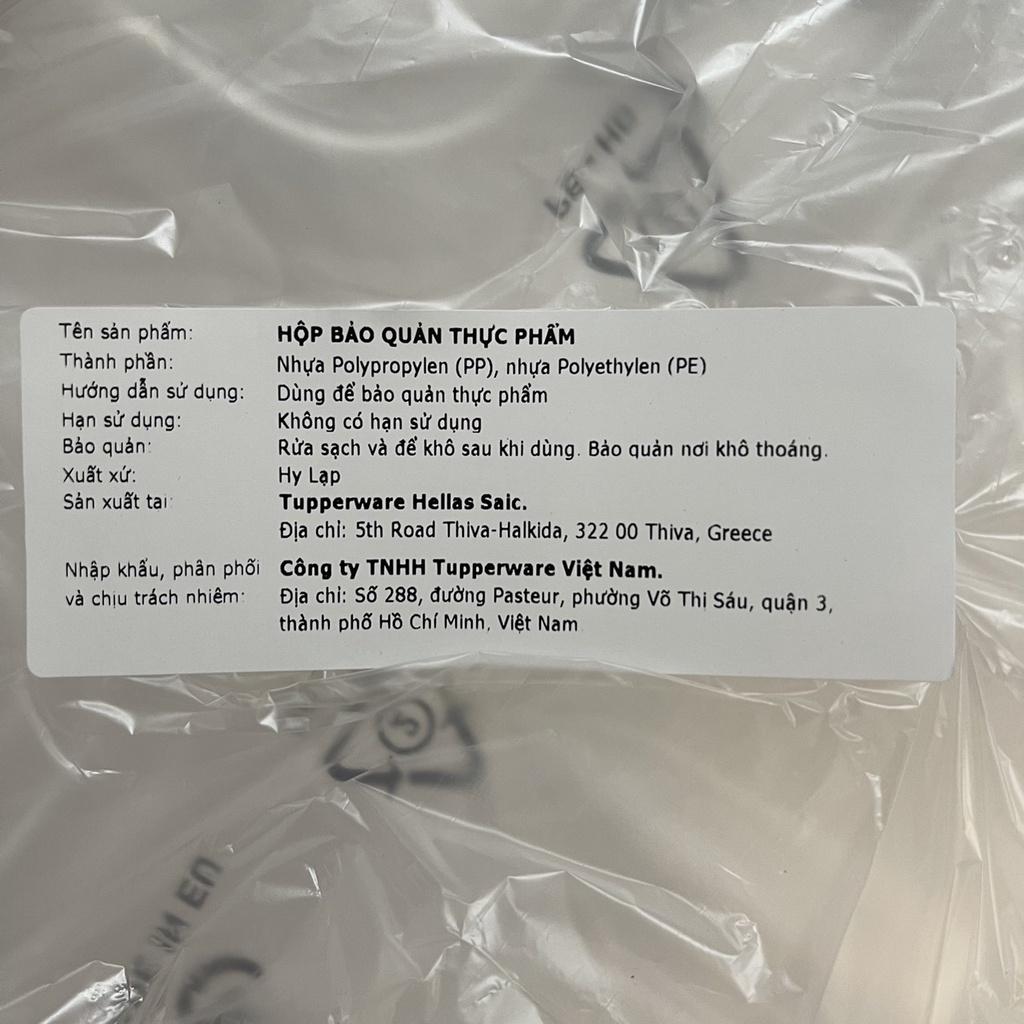 Tên sản phẩm: HỘP BẢO QUẢN THỰC PHẨM
Thành phần: Nhựa Polypropylen (PP), nhựa Polyethylen (PE)
Hướng dẫn sử dụng: Dùng để bảo quản thực phẩm
Hạn sử dụng: Không có hạn sử dụng
Bảo quản: Rửa sạch và để khô sau khi dùng. Bảo quản nơi khô thoáng.
Xuất xứ: Hy Lạp
Sản xuất tại: Tupperware Hellas Saic.
Địa chỉ: 5th Road Thiva-Halkida, 322 00 Thiva, Greece
Nhập khẩu, phân phối Công ty TNHH Tupperware Việt Nam.
và chịu trách nhiêm: Địa chỉ: Số 288, đường Pasteur, phường Võ Thị Sáu, quận 3,
thành phố Hồ Chí Minh, Việt Nam